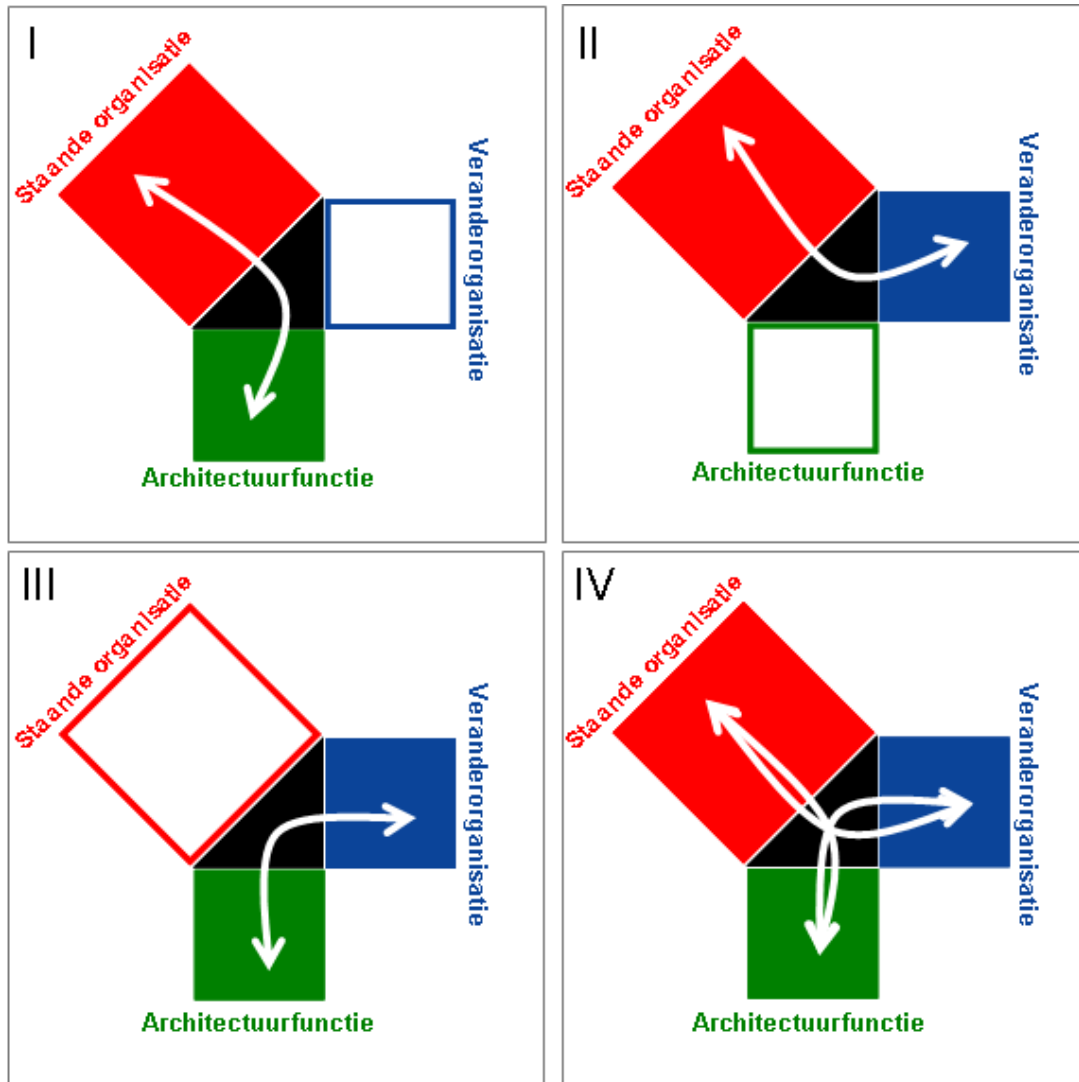 I
Staande organisatie
Veranderorganisatie
Architectuurfunctie
II
Staande organisatie
Veranderorganisatie
Architectuurfunctie
III
Staande organisatie
Veranderorganisatie
Architectuurfunctie
IV
Staande organisatie
Veranderorganisatie
Architectuurfunctie